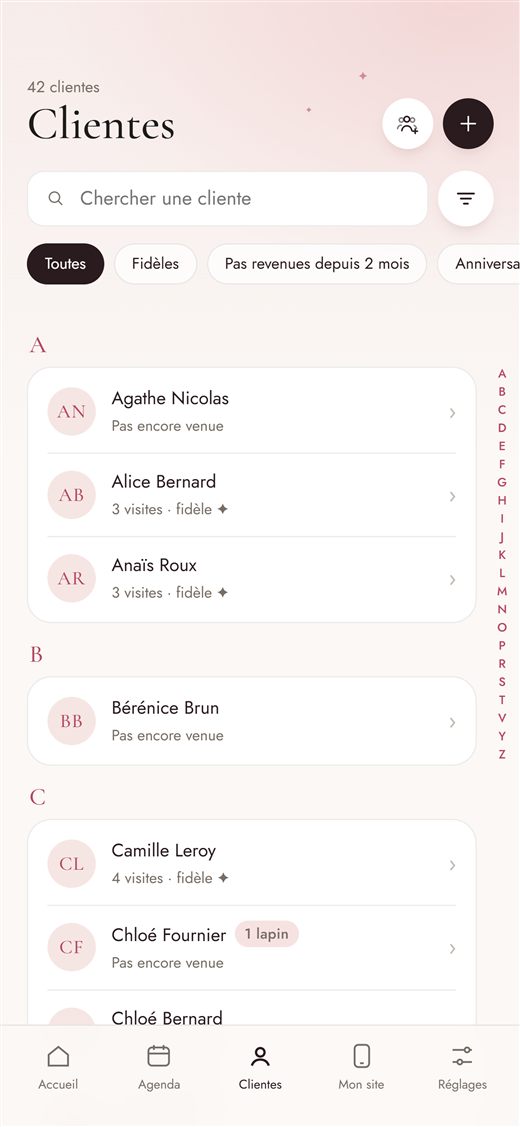 42 clientes
Clientes
Chercher une cliente
Toutes
Fidèles
Pas revenues depuis 2 mois
Anniversa
A
AN
Agathe Nicolas
Pas encore venue
AB
Alice Bernard
3 visites · fidèle ✦
AR
Anaïs Roux
3 visites · fidèle ✦
B
BB
Bérénice Brun
Pas encore venue
C
CL
Camille Leroy
4 visites · fidèle ✦
CF
Chloé Fournier
1 lapin
Pas encore venue
Chloé Bernard
A
B
C
D
E
F
G
H
I
J
K
L
M
N
O
P
R
S
T
V
Y
Z
Accueil
Agenda
Clientes
Mon site
Réglages